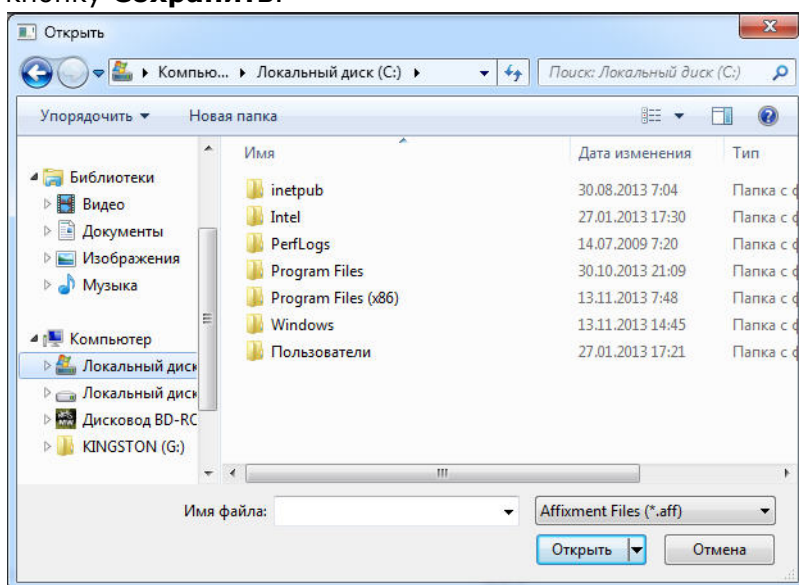 кнопку Сохранить.
Открыть
Компью... Локальный диск (C:)
Поиск: Локальный диск (C:)
Упорядочить Новая папка
Имя Дата изменения Тип
Библиотеки
Видео
Документы
Изображения
Музыка
Компьютер
Локальный диск
Локальный диск
Дисковод BD-RO
KINGSTON (G:)
inetpub 30.08.2013 7:04 Папка с ф
Intel 27.01.2013 17:30 Папка с ф
PerfLogs 14.07.2009 7:20 Папка с ф
Program Files 30.10.2013 21:09 Папка с ф
Program Files (x86) 13.11.2013 7:48 Папка с ф
Windows 13.11.2013 14:45 Папка с ф
Пользователи 27.01.2013 17:21 Папка с ф
Имя файла:
Affixment Files (*.aff)
Открыть Отмена